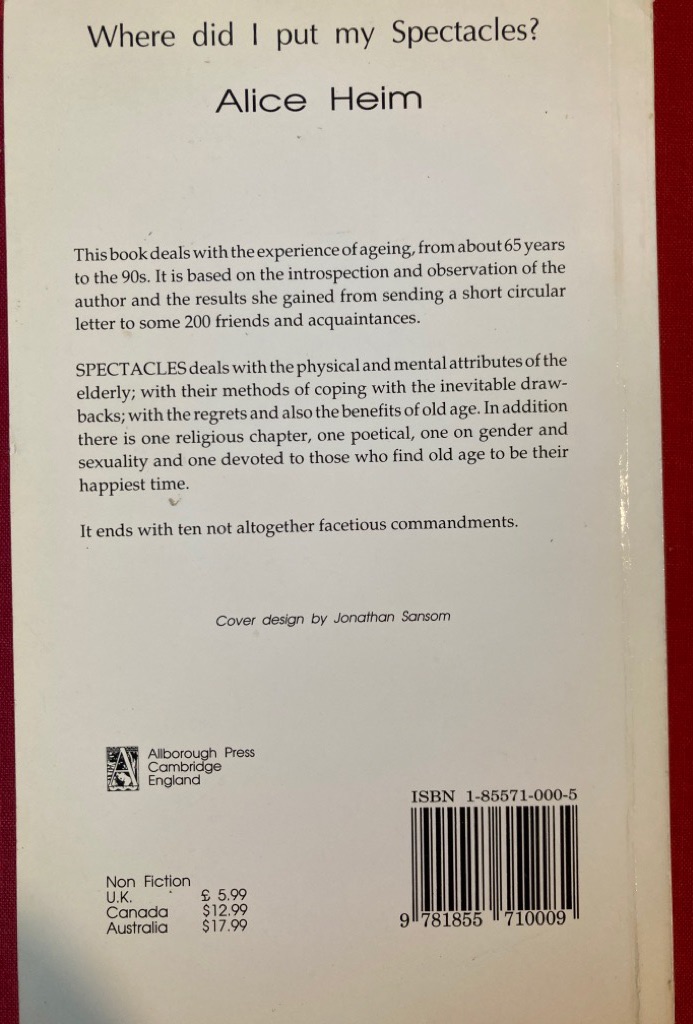 Where did I put my Spectacles?
Alice Heim
This book deals with the experience of ageing, from about 65 years
to the 90s. It is based on the introspection and observation of the
author and the results she gained from sending a short circular
letter to some 200 friends and acquaintances.
SPECTACLES deals with the physical and mental attributes of the
elderly; with their methods of coping with the inevitable draw-
backs; with the regrets and also the benefits of old age. In addition
there is one religious chapter, one poetical, one on gender and
sexuality and one devoted to those who find old age to be their
happiest time.
It ends with ten not altogether facetious commandments.
Cover design by Jonathan Sansom
Allborough Press
Cambridge
England
ISBN 1-85571-000-5
9 781855 710009
Non Fiction
U.K. £ 5.99
Canada $12.99
Australia $17.99